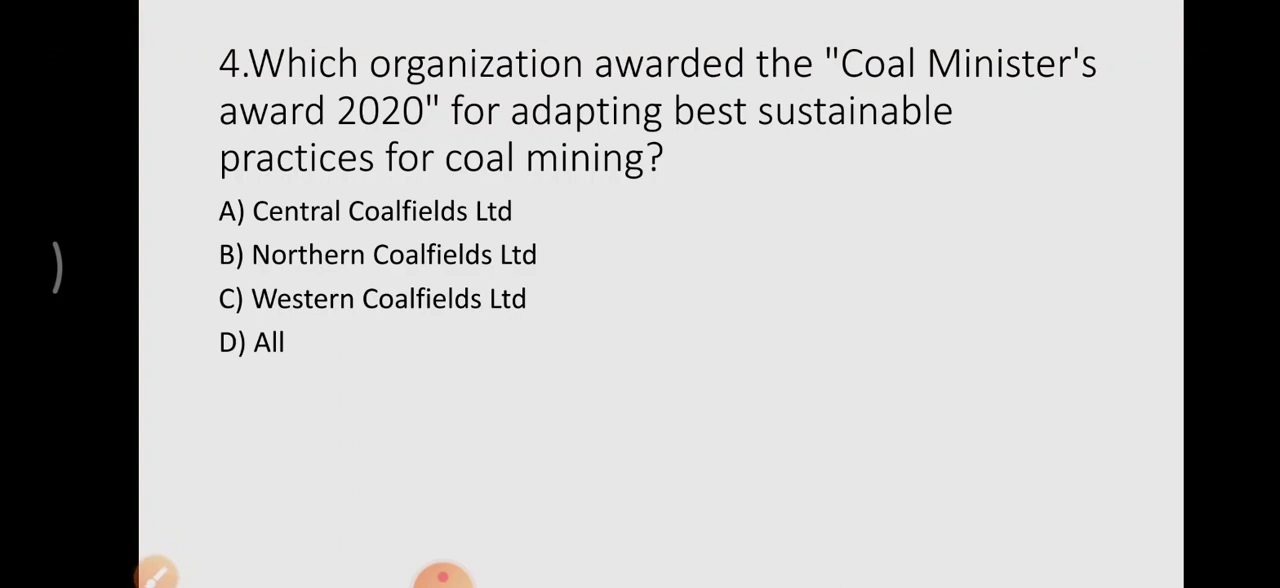 4.Which organization awarded the "Coal Minister's
award 2020" for adapting best sustainable
practices for coal mining?
A) Central Coalfields Ltd
B) Northern Coalfields Ltd
C) Western Coalfields Ltd
D) All